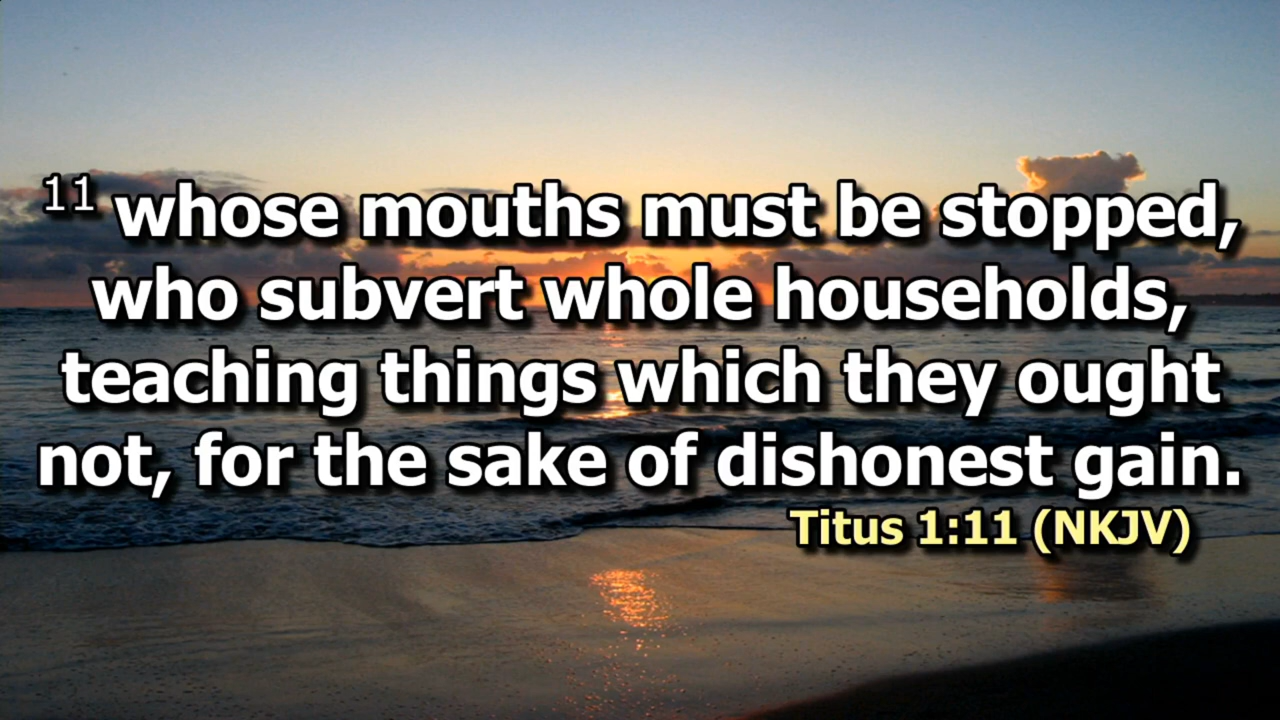 11 whose mouths must be stopped,
who subvert whole households,
teaching things which they ought
not, for the sake of dishonest gain.
Titus 1:11 (NKJV)